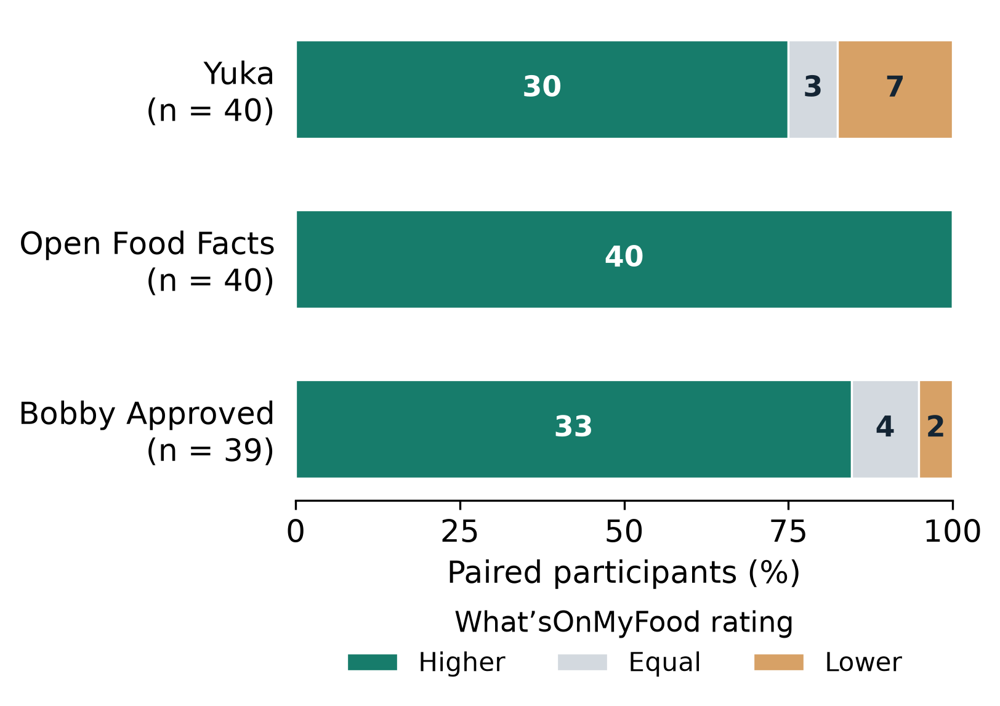 Yuka
(n = 40)
30 3 7
Open Food Facts
(n = 40)
40
Bobby Approved
(n = 39)
33 4 2
0 25 50 75 100
Paired participants (%)
What’sOnMyFood rating
Higher Equal Lower